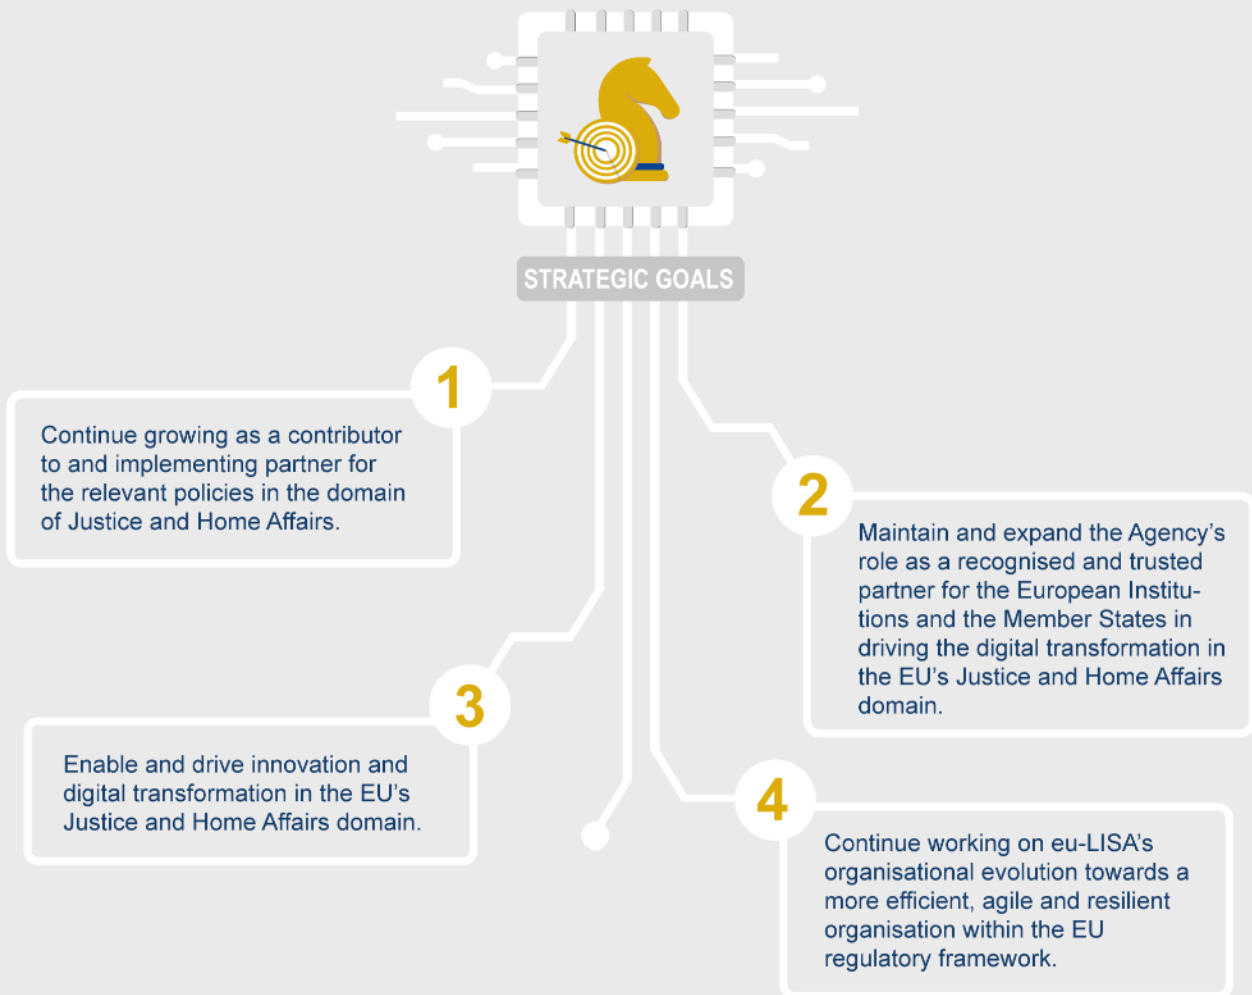 STRATEGIC GOALS
1
Continue growing as a contributor
to and implementing partner for
the relevant policies in the domain
of Justice and Home Affairs.
2
Maintain and expand the Agency’s
role as a recognised and trusted
partner for the European Institu-
tions and the Member States in
driving the digital transformation in
the EU’s Justice and Home Affairs
domain.
3
Enable and drive innovation and
digital transformation in the EU’s
Justice and Home Affairs domain.
4
Continue working on eu-LISA’s
organisational evolution towards a
more efficient, agile and resilient
organisation within the EU
regulatory framework.